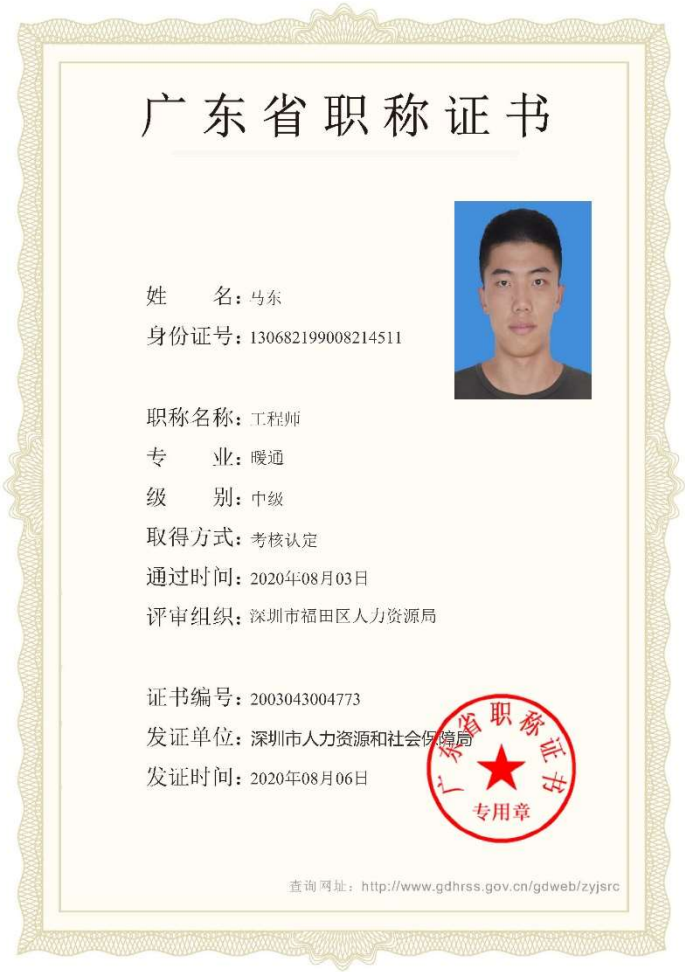 广东省职称证书
姓 名：马东
身份证号：130682199008214511
职称名称：工程师
专 业：暖通
级 别：中级
取得方式：考核认定
通过时间：2020年08月03日
评审组织：深圳市福田区人力资源局
证书编号：2003043004773
发证单位：深圳市人力资源和社会保障局
发证时间：2020年08月06日
广东省职称证书
专用章
查询网址：http://www.gdhrss.gov.cn/gdweb/zyjsrc